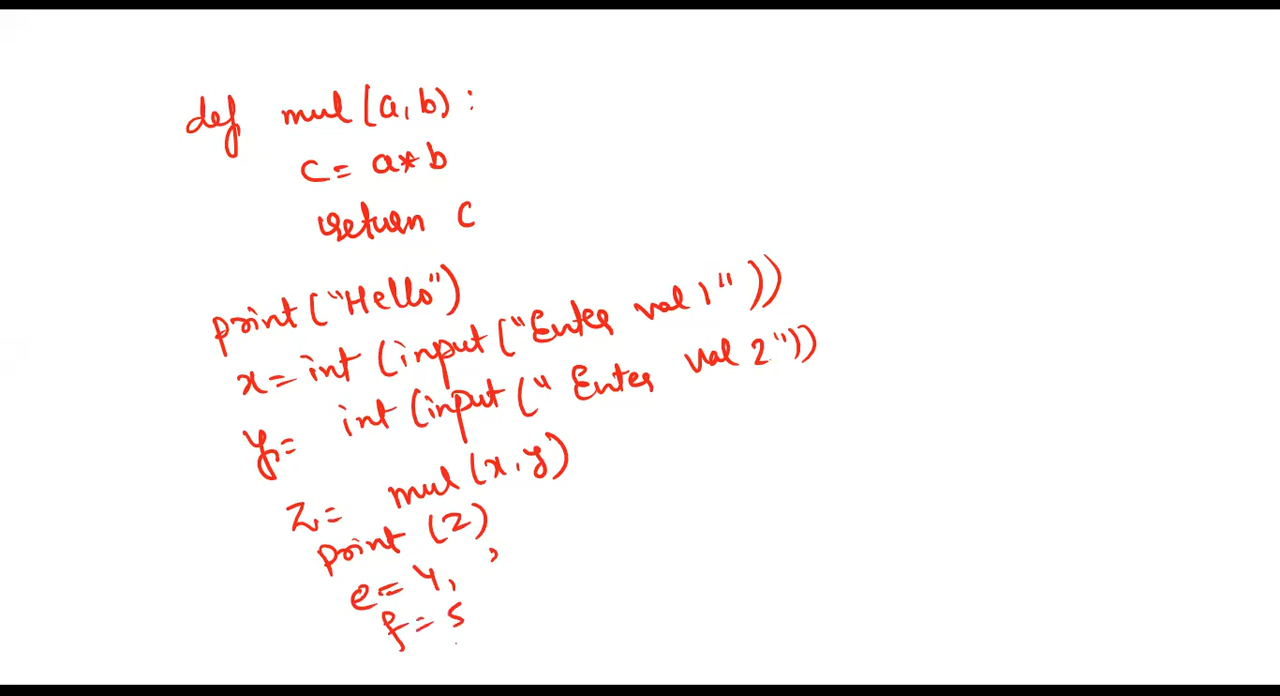 def mul(a, b):
c = a * b
return c
print("Hello")
x = int(input("Enter val 1"))
y = int(input("Enter val 2"))
z = mul(x, y)
print(z)
e = 4, ,
f = 5